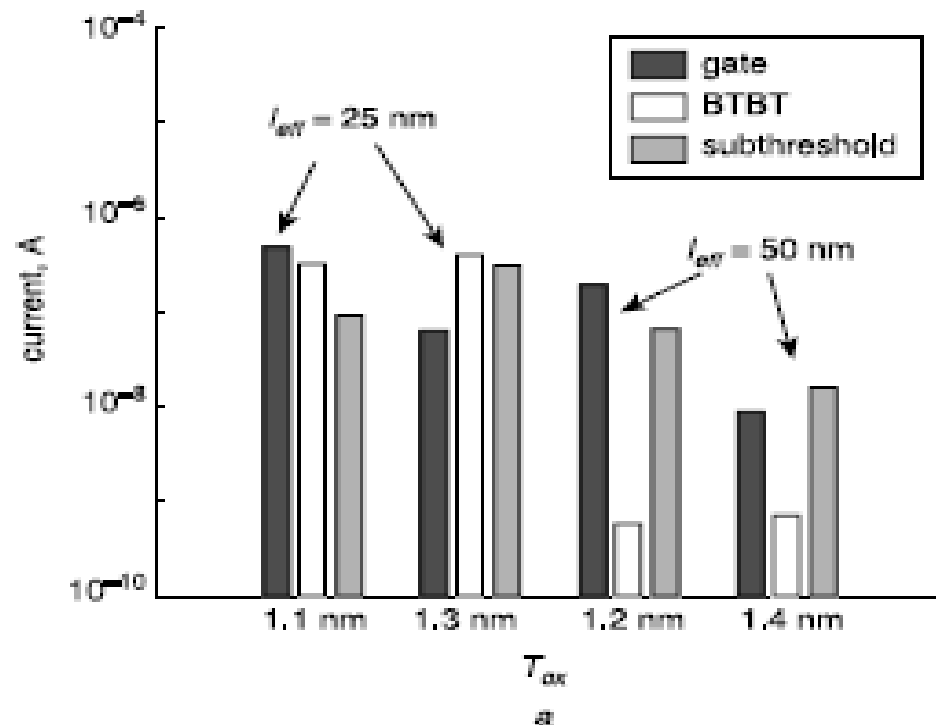 10⁻⁴
gate
BTBT
subthreshold
l_eff = 25 nm
10⁻⁶
l_eff = 50 nm
current, A
10⁻⁸
10⁻¹⁰
1.1 nm 1.3 nm 1.2 nm 1.4 nm
T_ox
a